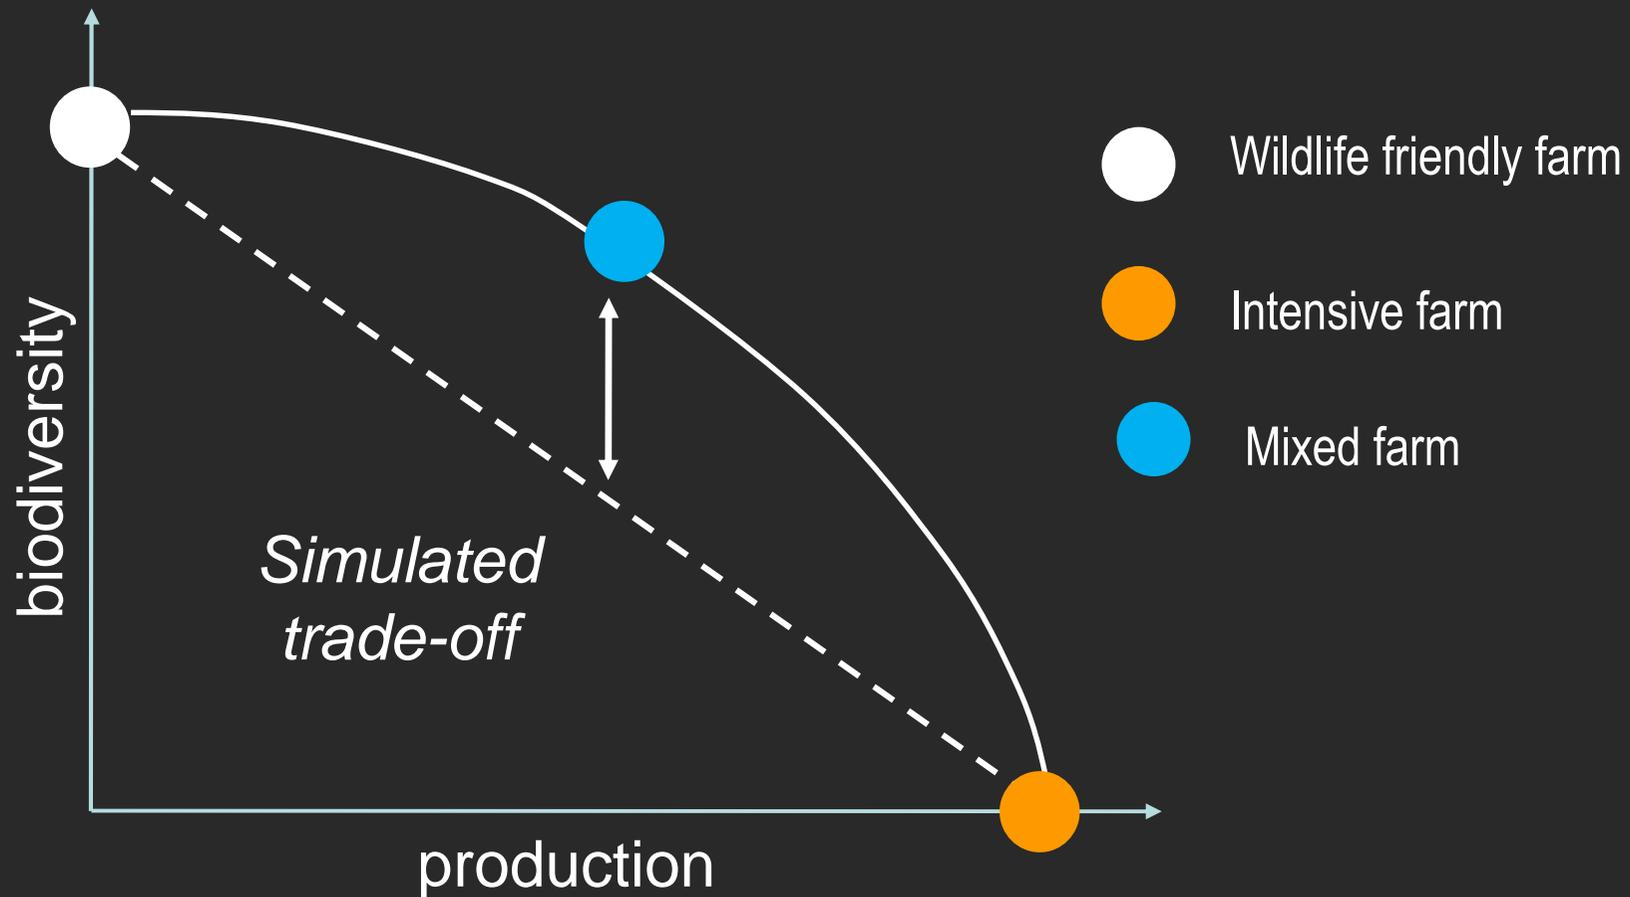 biodiversity
Simulated
trade-off
production
Wildlife friendly farm
Intensive farm
Mixed farm